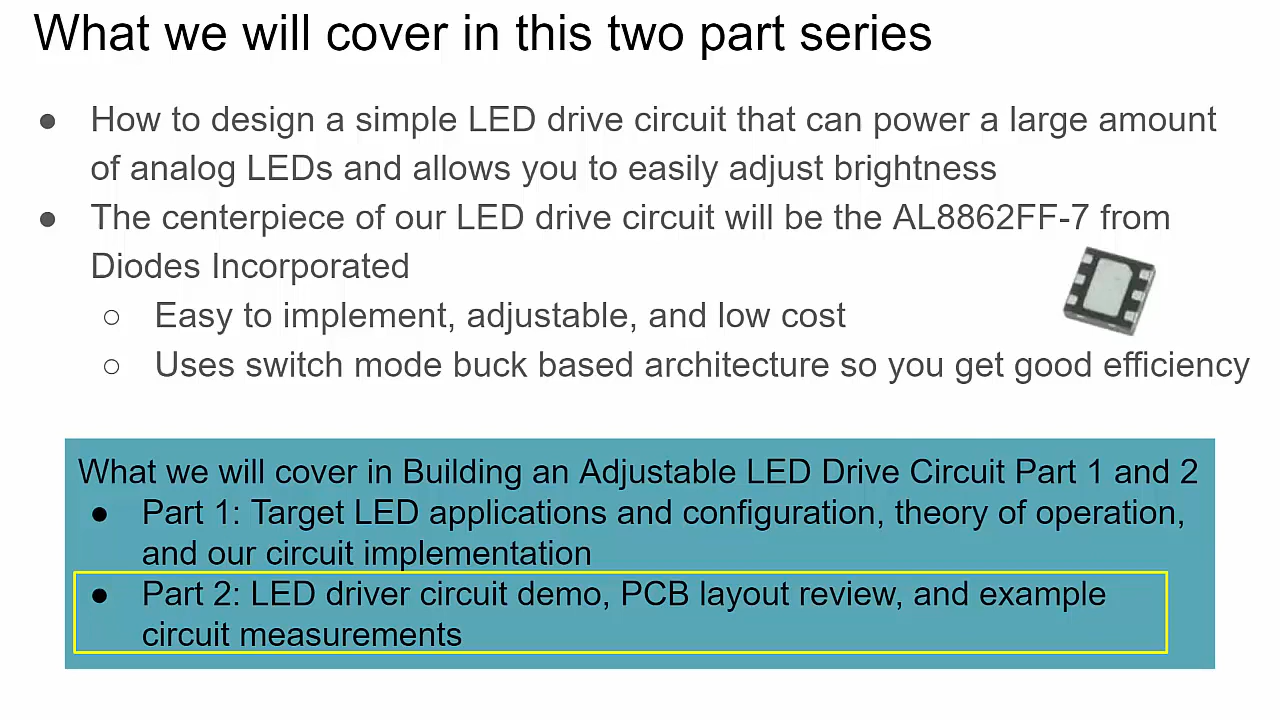 What we will cover in this two part series
● How to design a simple LED drive circuit that can power a large amount
of analog LEDs and allows you to easily adjust brightness
● The centerpiece of our LED drive circuit will be the AL8862FF-7 from
Diodes Incorporated
○ Easy to implement, adjustable, and low cost
○ Uses switch mode buck based architecture so you get good efficiency
What we will cover in Building an Adjustable LED Drive Circuit Part 1 and 2
● Part 1: Target LED applications and configuration, theory of operation,
and our circuit implementation
● Part 2: LED driver circuit demo, PCB layout review, and example
circuit measurements